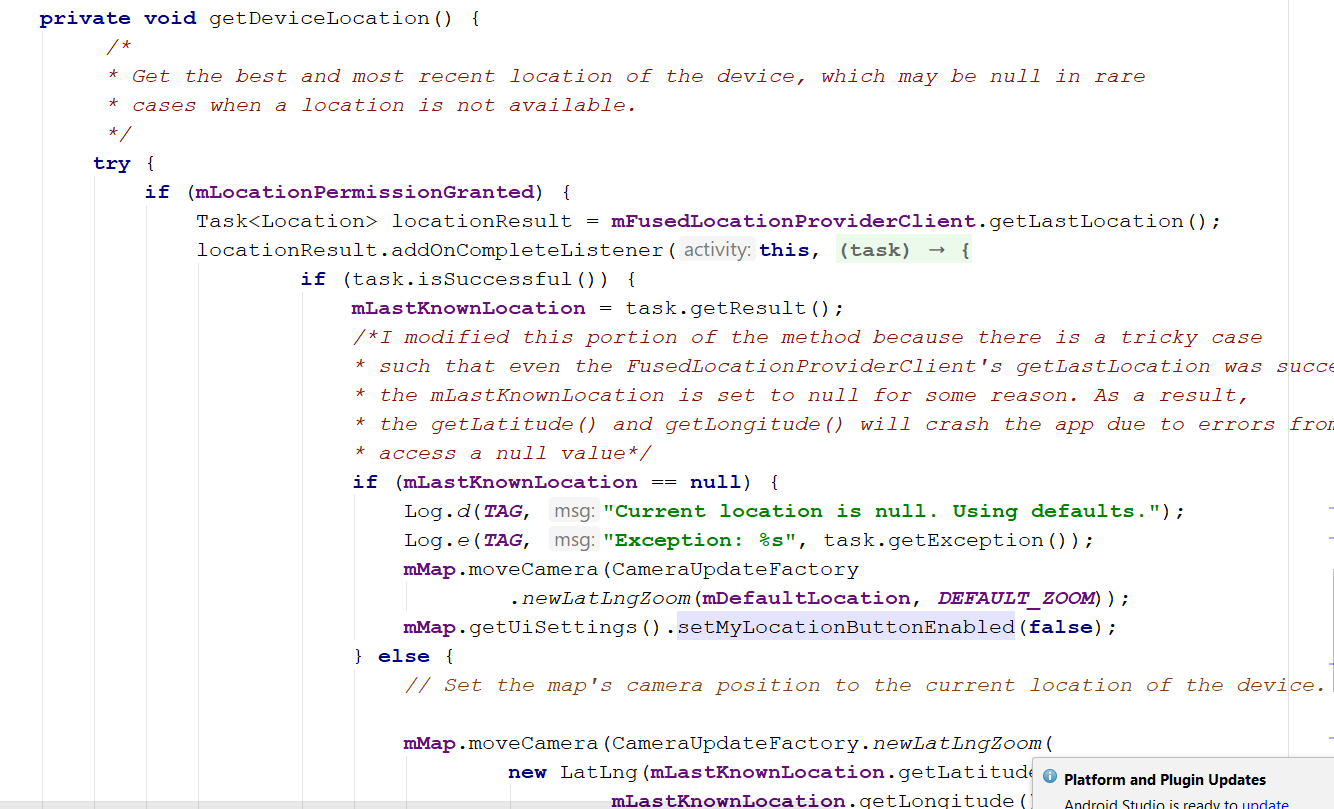 private void getDeviceLocation() {
/*
* Get the best and most recent location of the device, which may be null in rare
* cases when a location is not available.
*/
try {
if (mLocationPermissionGranted) {
Task<Location> locationResult = mFusedLocationProviderClient.getLastLocation();
locationResult.addOnCompleteListener( activity: this, (task) → {
if (task.isSuccessful()) {
mLastKnownLocation = task.getResult();
/*I modified this portion of the method because there is a tricky case
* such that even the FusedLocationProviderClient's getLastLocation was succe
* the mLastKnownLocation is set to null for some reason. As a result,
* the getLatitude() and getLongitude() will crash the app due to errors from
* access a null value*/
if (mLastKnownLocation == null) {
Log.d(TAG, msg: "Current location is null. Using defaults.");
Log.e(TAG, msg: "Exception: %s", task.getException());
mMap.moveCamera(CameraUpdateFactory
.newLatLngZoom(mDefaultLocation, DEFAULT_ZOOM));
mMap.getUiSettings().setMyLocationButtonEnabled(false);
} else {
// Set the map's camera position to the current location of the device.
mMap.moveCamera(CameraUpdateFactory.newLatLngZoom(
new LatLng(mLastKnownLocation.getLatitude
mLastKnownLocation.getLongitude(
Platform and Plugin Updates
Android Studio is ready to update